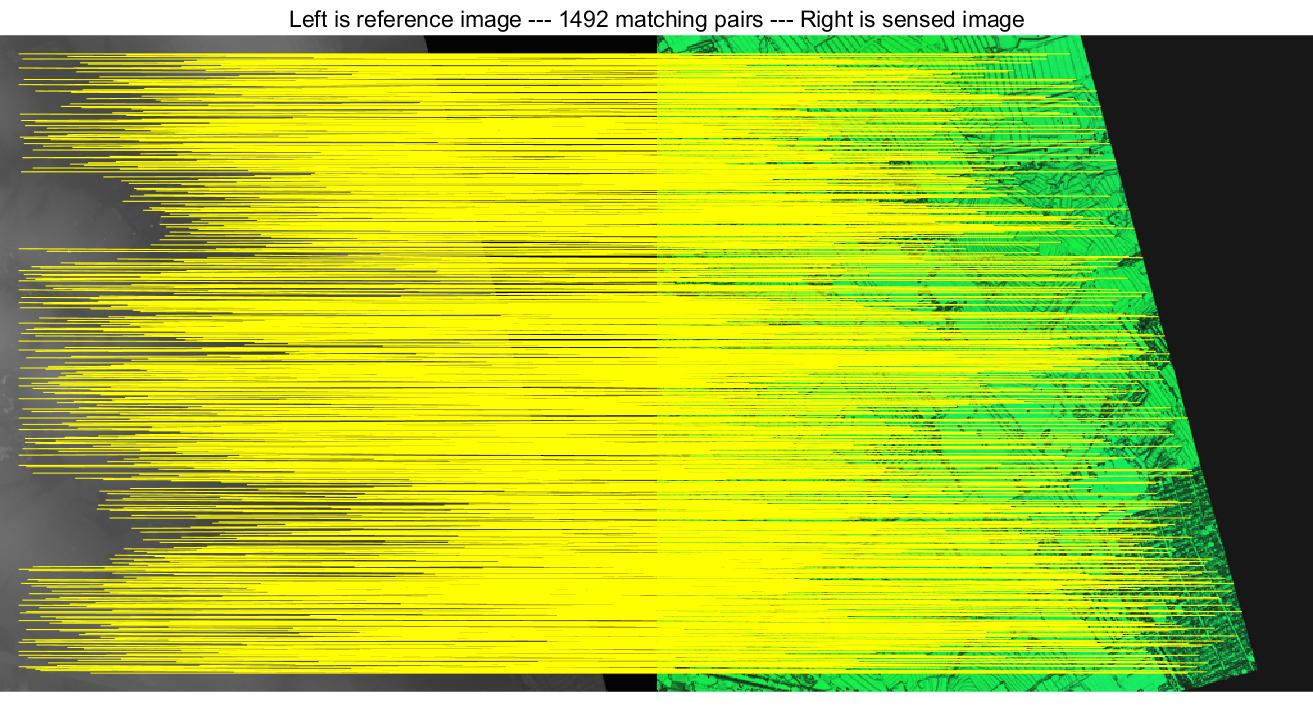 Left is reference image --- 1492 matching pairs --- Right is sensed image